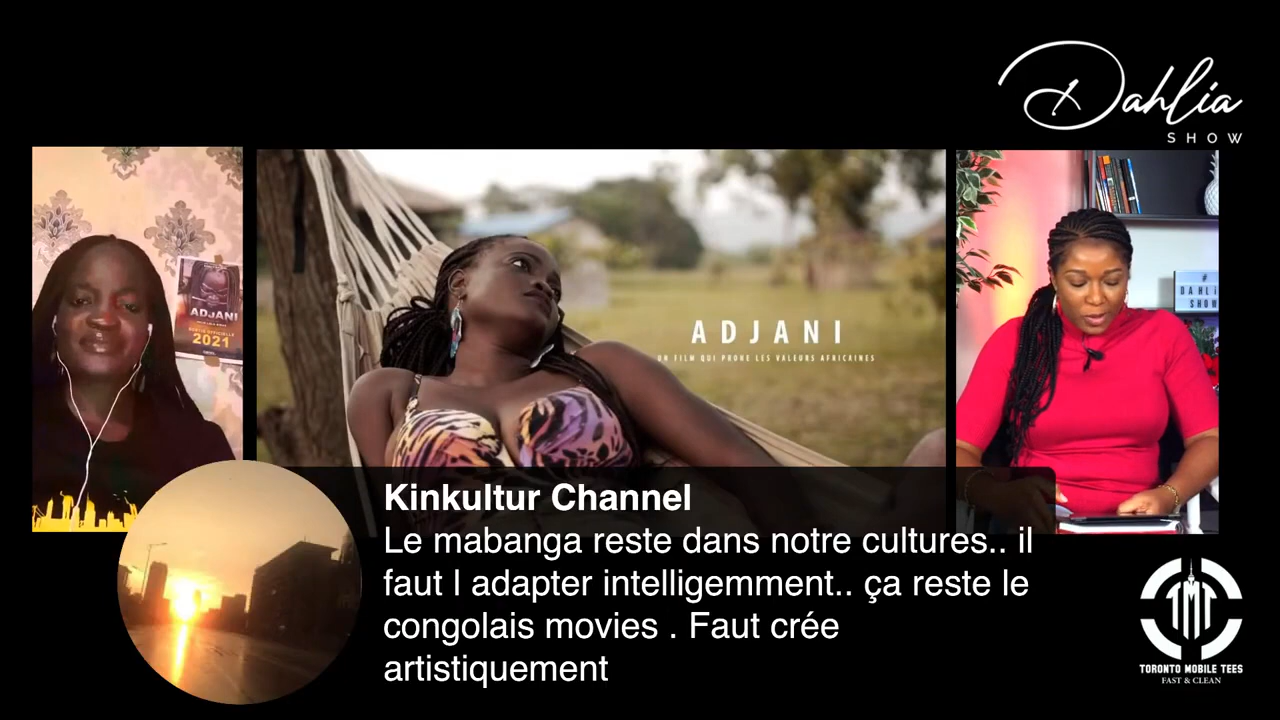 Dahlia
SHOW
ADJANI
2021
ADJANI
UN FILM QUI PRONE LES VALEURS AFRICAINES
#
DAHLIA
SHOW
Kinkultur Channel
Le mabanga reste dans notre cultures.. il
faut l adapter intelligemment.. ça reste le
congolais movies . Faut crée
artistiquement
TMT
TORONTO MOBILE TEES
FAST & CLEAN